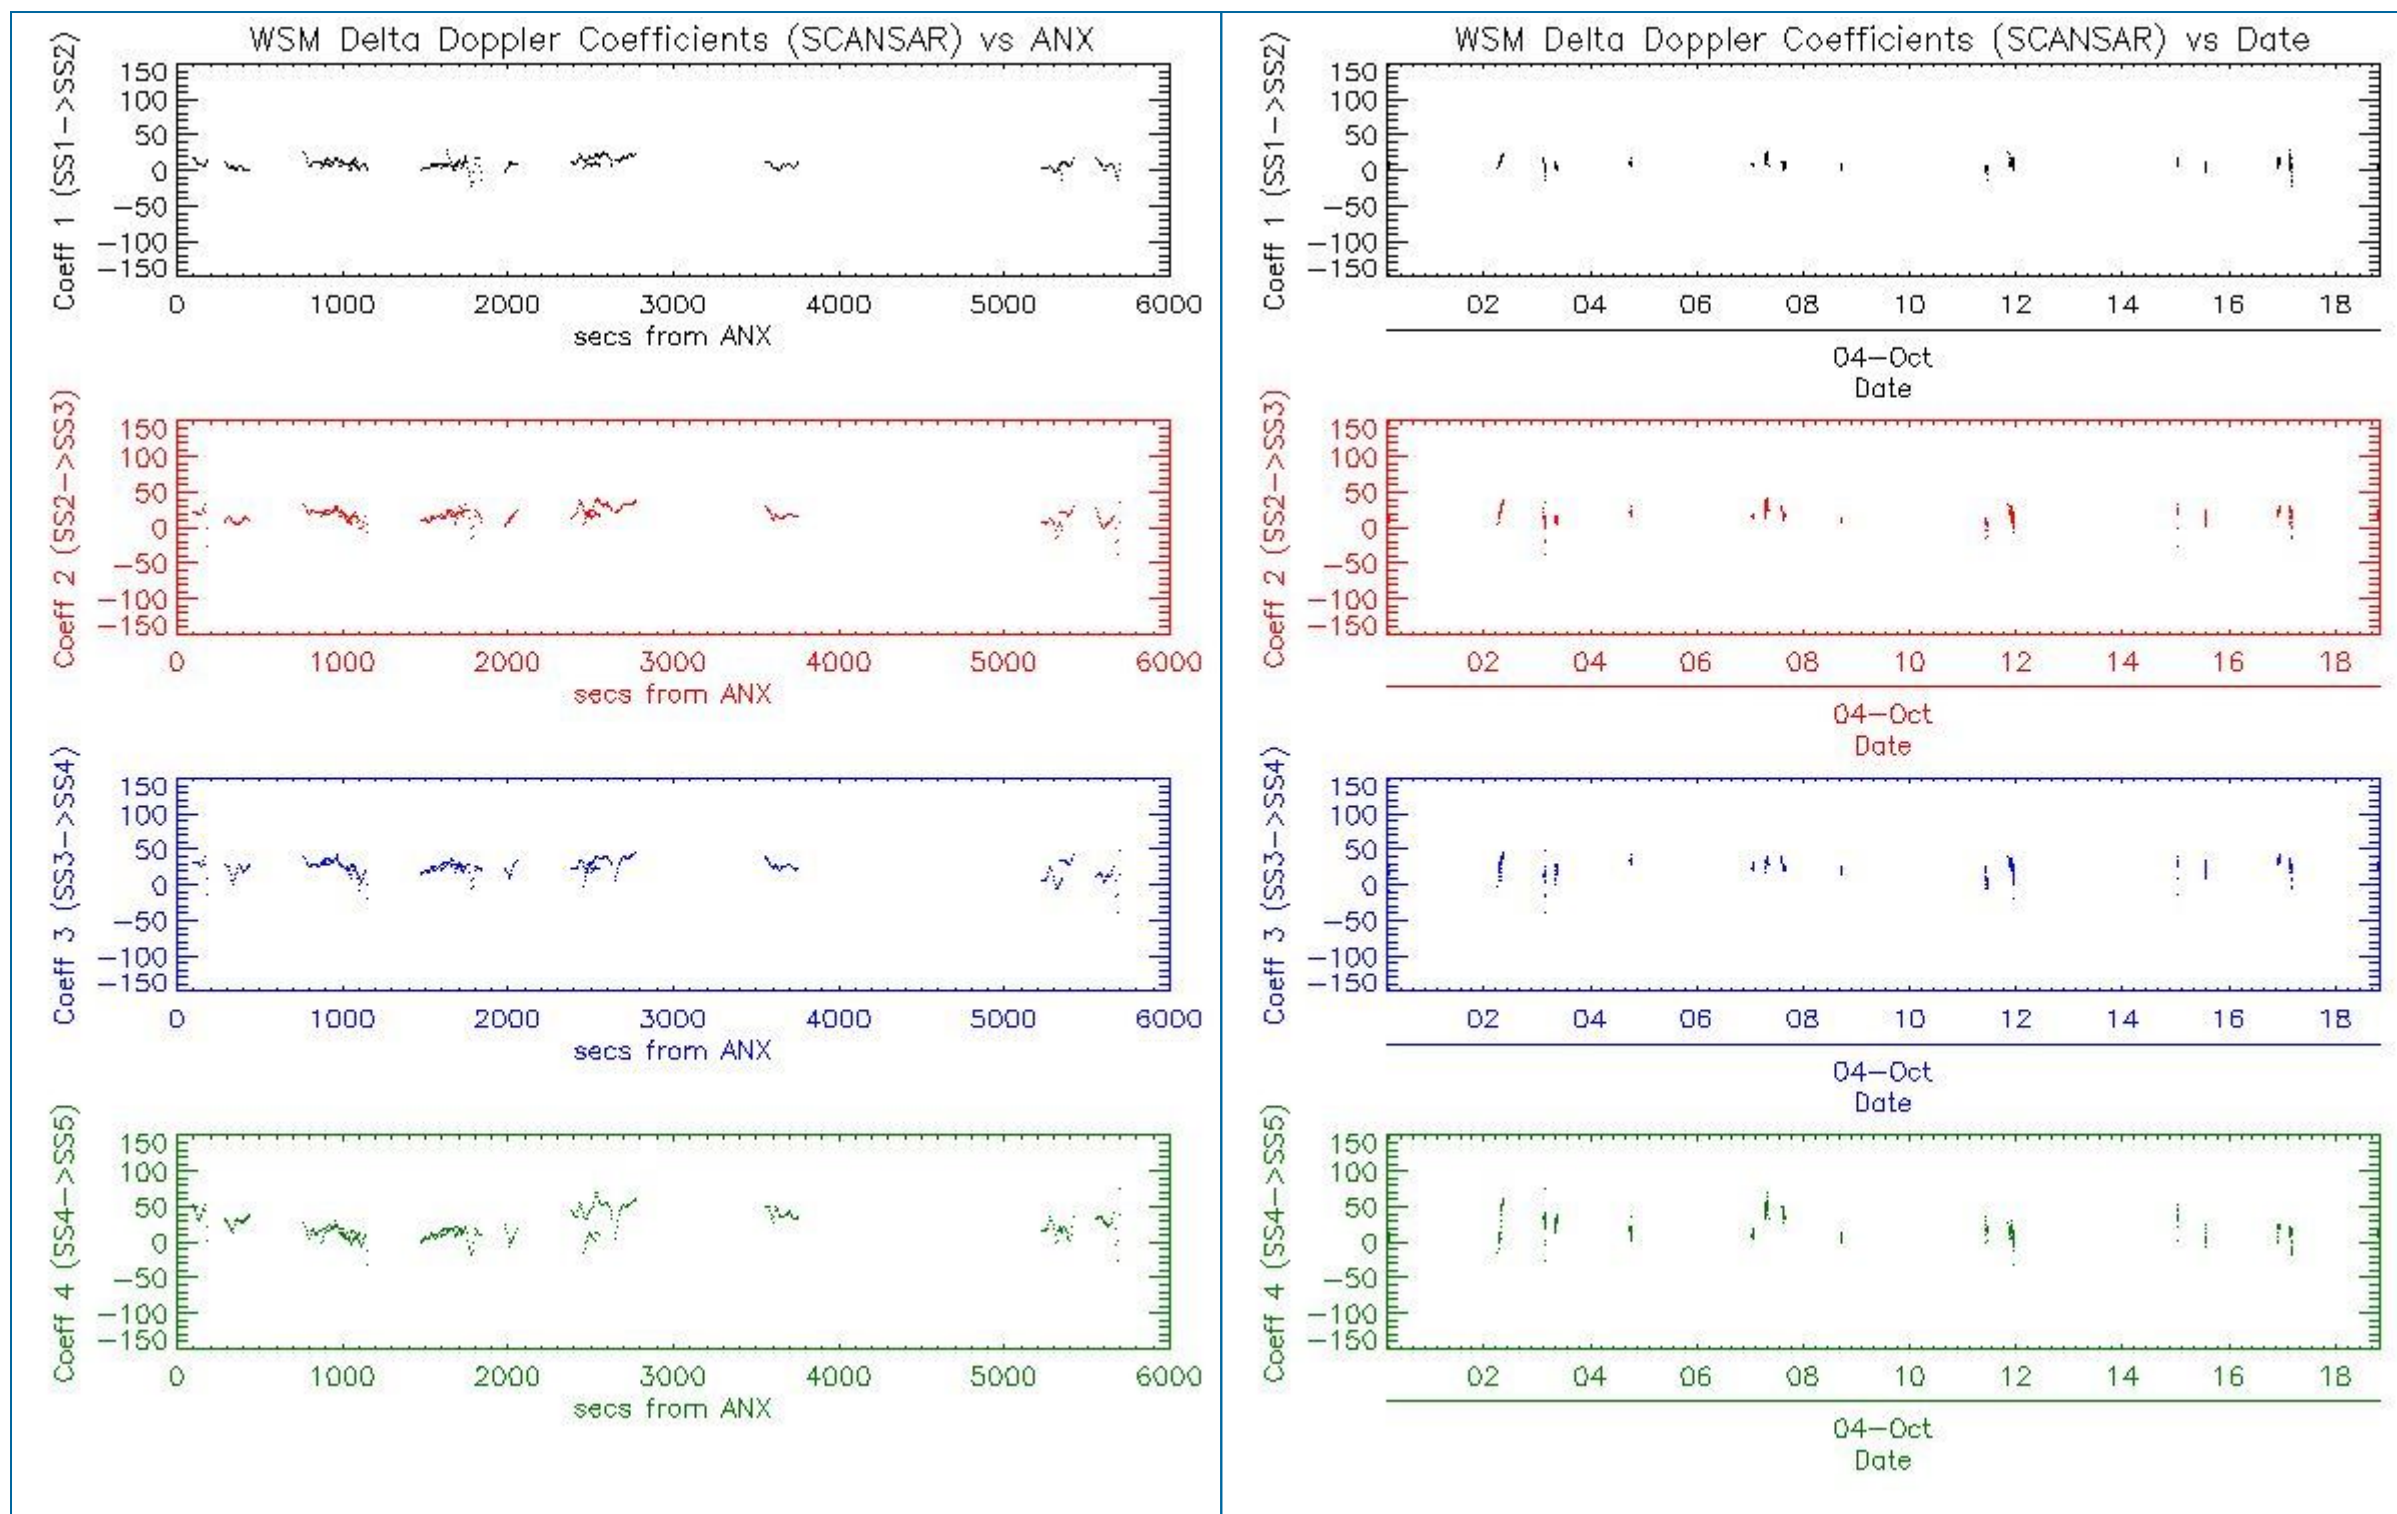 WSM Delta Doppler Coefficients (SCANSAR) vs ANX
Coeff 1 (SS1->SS2)
150
100
50
0
-50
-100
-150
0 1000 2000 3000 4000 5000 6000
secs from ANX
Coeff 2 (SS2->SS3)
150
100
50
0
-50
-100
-150
0 1000 2000 3000 4000 5000 6000
secs from ANX
Coeff 3 (SS3->SS4)
150
100
50
0
-50
-100
-150
0 1000 2000 3000 4000 5000 6000
secs from ANX
Coeff 4 (SS4->SS5)
150
100
50
0
-50
-100
-150
0 1000 2000 3000 4000 5000 6000
secs from ANX
WSM Delta Doppler Coefficients (SCANSAR) vs Date
Coeff 1 (SS1->SS2)
150
100
50
0
-50
-100
-150
02 04 06 08 10 12 14 16 18
04-Oct
Date
Coeff 2 (SS2->SS3)
150
100
50
0
-50
-100
-150
02 04 06 08 10 12 14 16 18
04-Oct
Date
Coeff 3 (SS3->SS4)
150
100
50
0
-50
-100
-150
02 04 06 08 10 12 14 16 18
04-Oct
Date
Coeff 4 (SS4->SS5)
150
100
50
0
-50
-100
-150
02 04 06 08 10 12 14 16 18
04-Oct
Date